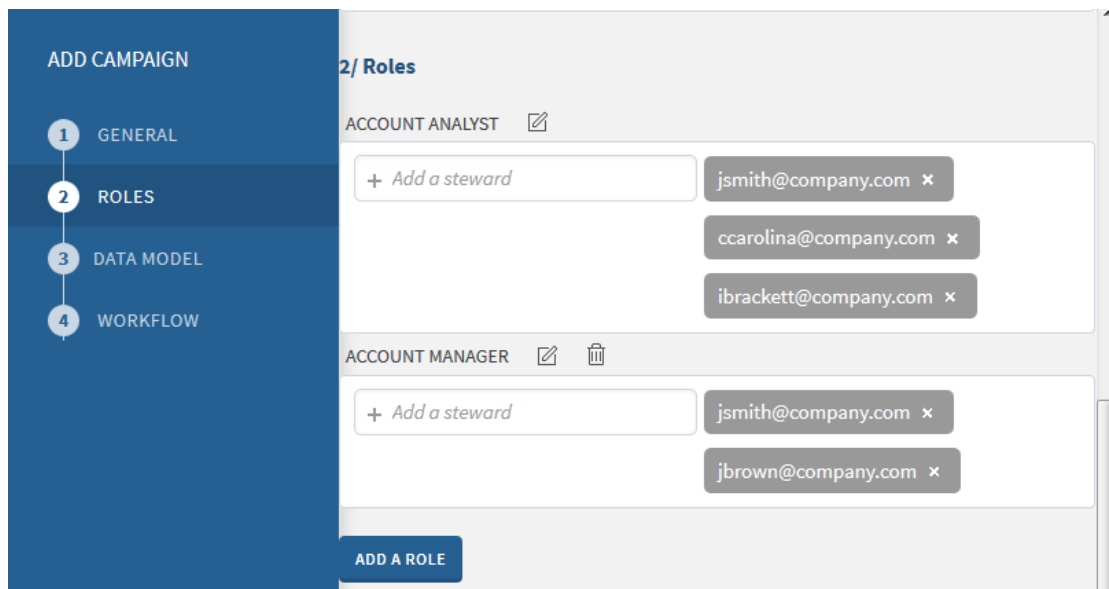 ADD CAMPAIGN
1 GENERAL
2 ROLES
3 DATA MODEL
4 WORKFLOW
2/ Roles
ACCOUNT ANALYST
+ Add a steward
jsmith@company.com ×
ccarolina@company.com ×
ibrackett@company.com ×
ACCOUNT MANAGER
+ Add a steward
jsmith@company.com ×
jbrown@company.com ×
ADD A ROLE